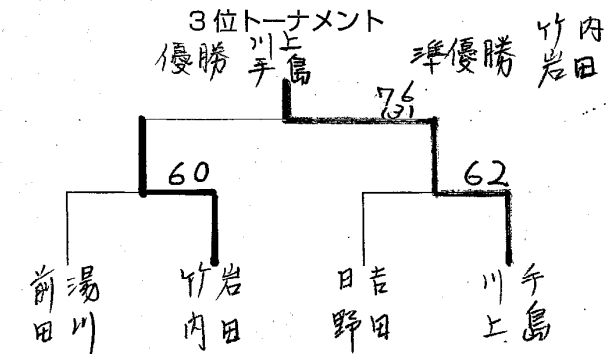 3位トーナメント
優勝 川上 手島
準優勝 竹内 岩田
76
(3)
60
62
前田 湯川
竹内 岩田
日野 吉田
川上 手島